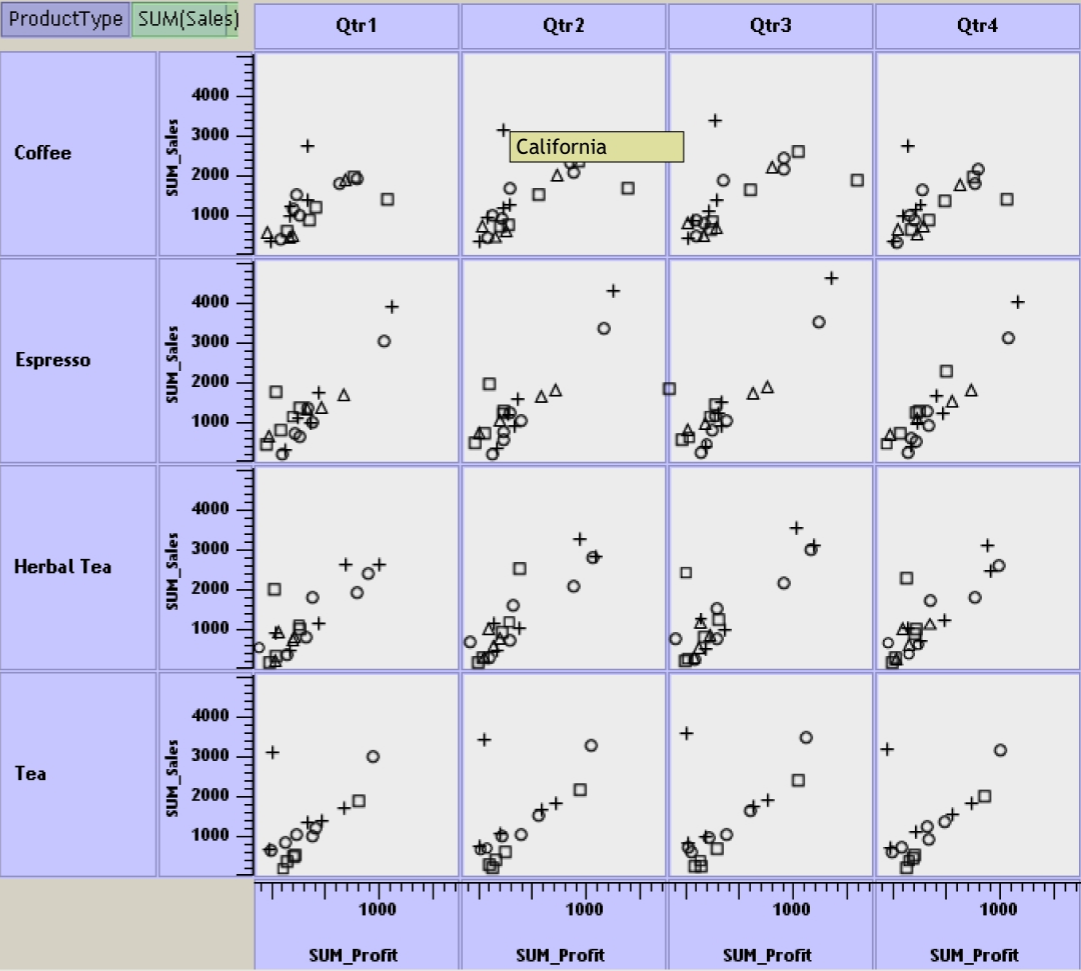 ProductType SUM(Sales)
Qtr1 Qtr2 Qtr3 Qtr4
Coffee
SUM_Sales
4000
3000
2000
1000
California
Espresso
SUM_Sales
4000
3000
2000
1000
Herbal Tea
SUM_Sales
4000
3000
2000
1000
Tea
SUM_Sales
4000
3000
2000
1000
1000 1000 1000 1000
SUM_Profit SUM_Profit SUM_Profit SUM_Profit